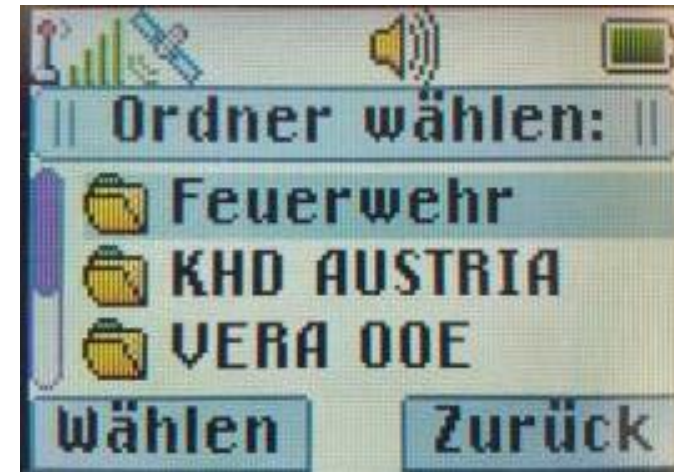 Ordner wählen:
Feuerwehr
KHD AUSTRIA
VERA OOE
Wählen Zurück